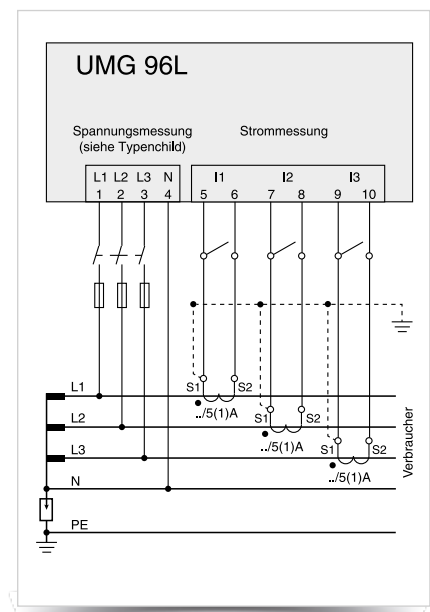 UMG 96L
Spannungsmessung Strommessung
(siehe Typenchild)
L1 L2 L3 N I1 I2 I3
1 2 3 4 5 6 7 8 9 10
L1 S1 S2
../5(1)A
L2 S1 S2
../5(1)A
L3 S1 S2
../5(1)A
N
PE
Verbraucher